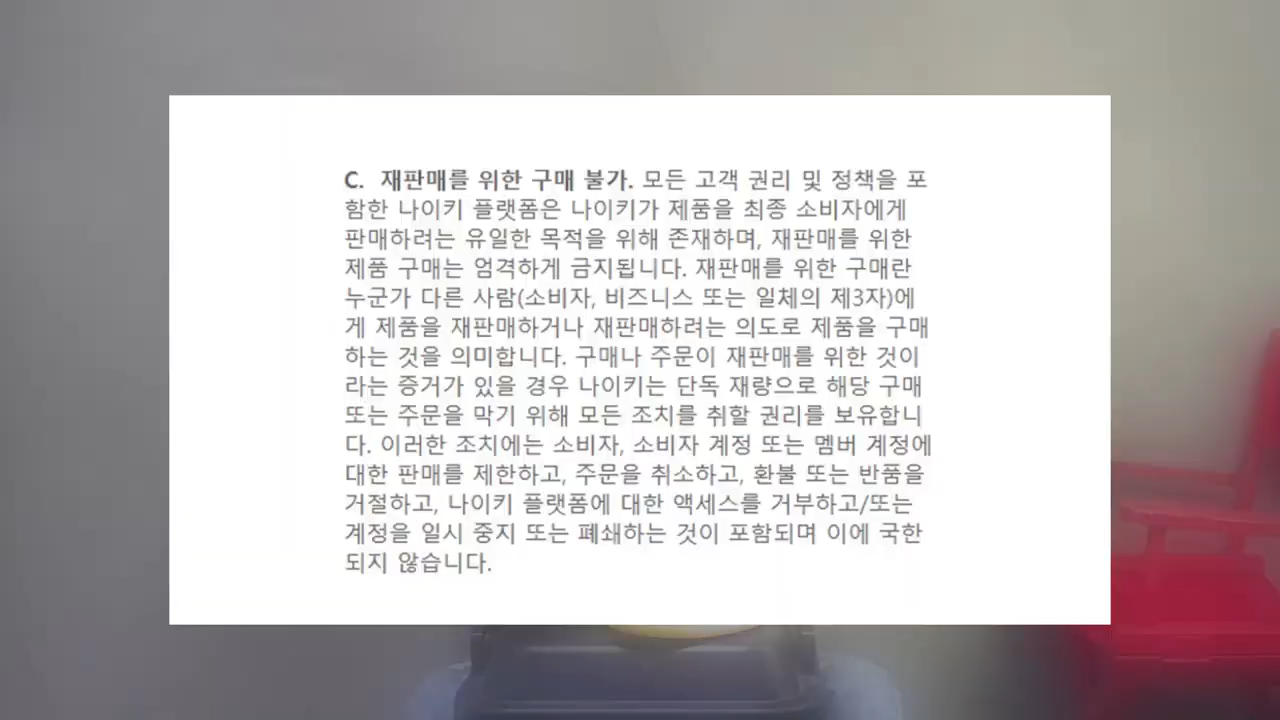 C. 재판매를 위한 구매 불가. 모든 고객 권리 및 정책을 포
함한 나이키 플랫폼은 나이키가 제품을 최종 소비자에게
판매하려는 유일한 목적을 위해 존재하며, 재판매를 위한
제품 구매는 엄격하게 금지됩니다. 재판매를 위한 구매란
누군가 다른 사람(소비자, 비즈니스 또는 일체의 제3자)에
게 제품을 재판매하거나 재판매하려는 의도로 제품을 구매
하는 것을 의미합니다. 구매나 주문이 재판매를 위한 것이
라는 증거가 있을 경우 나이키는 단독 재량으로 해당 구매
또는 주문을 막기 위해 모든 조치를 취할 권리를 보유합니
다. 이러한 조치에는 소비자, 소비자 계정 또는 멤버 계정에
대한 판매를 제한하고, 주문을 취소하고, 환불 또는 반품을
거절하고, 나이키 플랫폼에 대한 액세스를 거부하고/또는
계정을 일시 중지 또는 폐쇄하는 것이 포함되며 이에 국한
되지 않습니다.